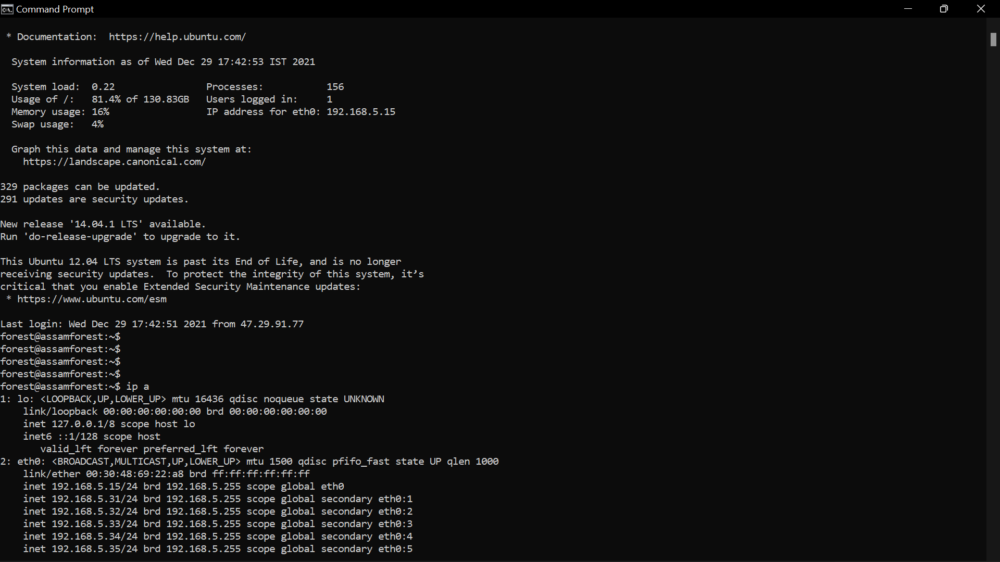 Command Prompt
* Documentation:  https://help.ubuntu.com/
System information as of Wed Dec 29 17:42:53 IST 2021
System load:  0.22                Processes:           156
Usage of /:   81.4% of 130.83GB   Users logged in:     1
Memory usage: 16%                 IP address for eth0: 192.168.5.15
Swap usage:   4%
Graph this data and manage this system at:
https://landscape.canonical.com/
329 packages can be updated.
291 updates are security updates.
New release '14.04.1 LTS' available.
Run 'do-release-upgrade' to upgrade to it.
This Ubuntu 12.04 LTS system is past its End of Life, and is no longer
receiving security updates.  To protect the integrity of this system, it’s
critical that you enable Extended Security Maintenance updates:
* https://www.ubuntu.com/esm
Last login: Wed Dec 29 17:42:51 2021 from 47.29.91.77
forest@assamforest:~$
forest@assamforest:~$
forest@assamforest:~$
forest@assamforest:~$
forest@assamforest:~$ ip a
1: lo: <LOOPBACK,UP,LOWER_UP> mtu 16436 qdisc noqueue state UNKNOWN
link/loopback 00:00:00:00:00:00 brd 00:00:00:00:00:00
inet 127.0.0.1/8 scope host lo
inet6 ::1/128 scope host
valid_lft forever preferred_lft forever
2: eth0: <BROADCAST,MULTICAST,UP,LOWER_UP> mtu 1500 qdisc pfifo_fast state UP qlen 1000
link/ether 00:30:48:69:22:a8 brd ff:ff:ff:ff:ff:ff
inet 192.168.5.15/24 brd 192.168.5.255 scope global eth0
inet 192.168.5.31/24 brd 192.168.5.255 scope global secondary eth0:1
inet 192.168.5.32/24 brd 192.168.5.255 scope global secondary eth0:2
inet 192.168.5.33/24 brd 192.168.5.255 scope global secondary eth0:3
inet 192.168.5.34/24 brd 192.168.5.255 scope global secondary eth0:4
inet 192.168.5.35/24 brd 192.168.5.255 scope global secondary eth0:5